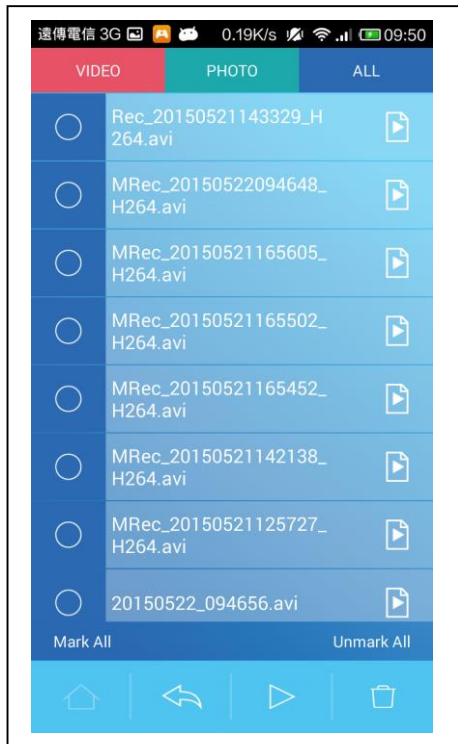 遠傳電信 3G 0.19K/s 09:50
VIDEO PHOTO ALL
Rec_20150521143329_H
264.avi
MRec_20150522094648_
H264.avi
MRec_20150521165605_
H264.avi
MRec_20150521165502_
H264.avi
MRec_20150521165452_
H264.avi
MRec_20150521142138_
H264.avi
MRec_20150521125727_
H264.avi
20150522_094656.avi
Mark All Unmark All